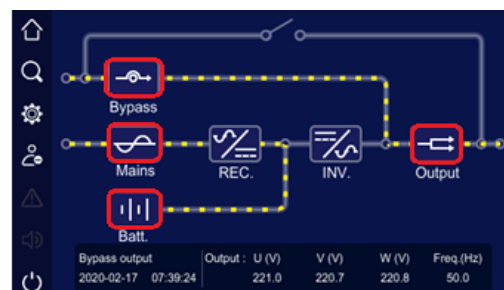 Bypass
Mains
REC.
INV.
Output
Batt.
Bypass output
Output : U (V) V (V) W (V) Freq.(Hz)
2020-02-17 07:39:24 221.0 220.7 220.8 50.0